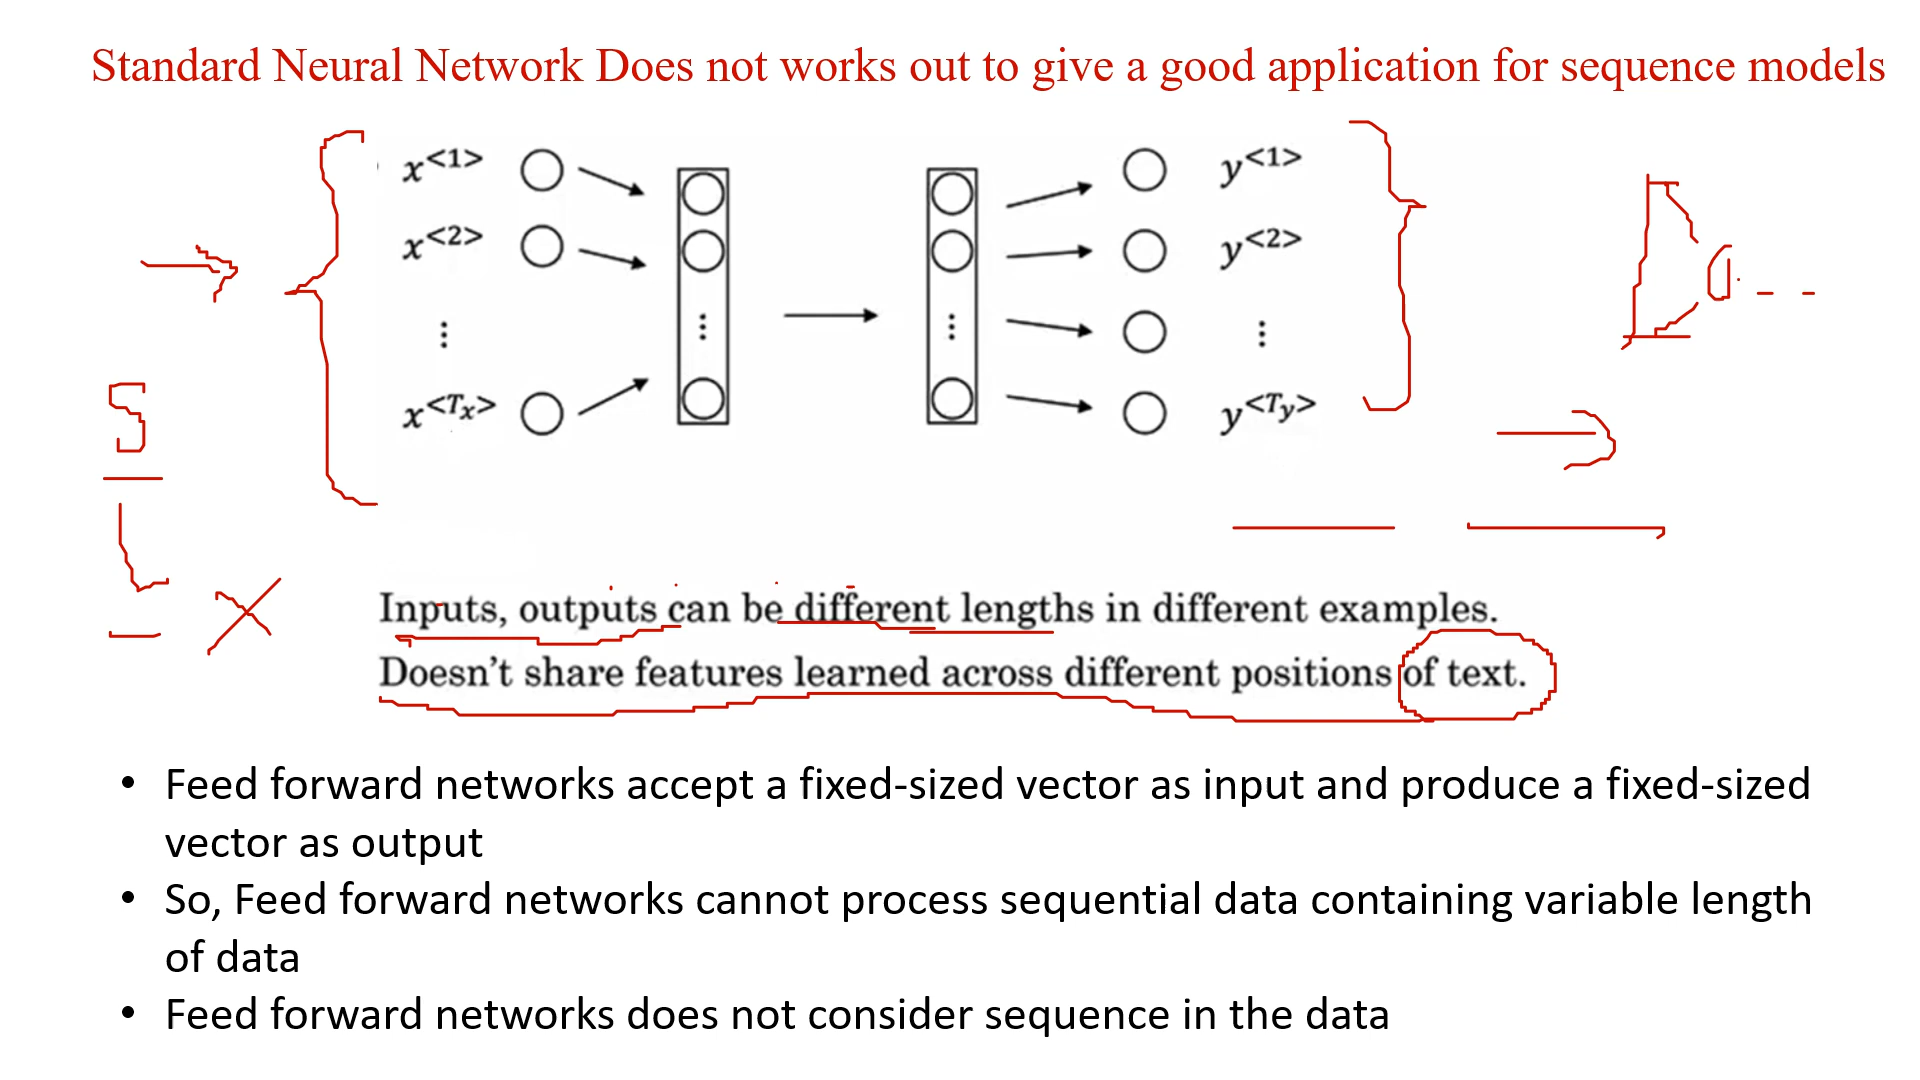 Standard Neural Network Does not works out to give a good application for sequence models
x<1> y<1>
x<2> y<2>
⋮ ⋮ ⋮ ⋮
x<Tx> y<Ty>
5
Inputs, outputs can be different lengths in different examples.
Doesn't share features learned across different positions of text.
• Feed forward networks accept a fixed-sized vector as input and produce a fixed-sized
vector as output
• So, Feed forward networks cannot process sequential data containing variable length
of data
• Feed forward networks does not consider sequence in the data